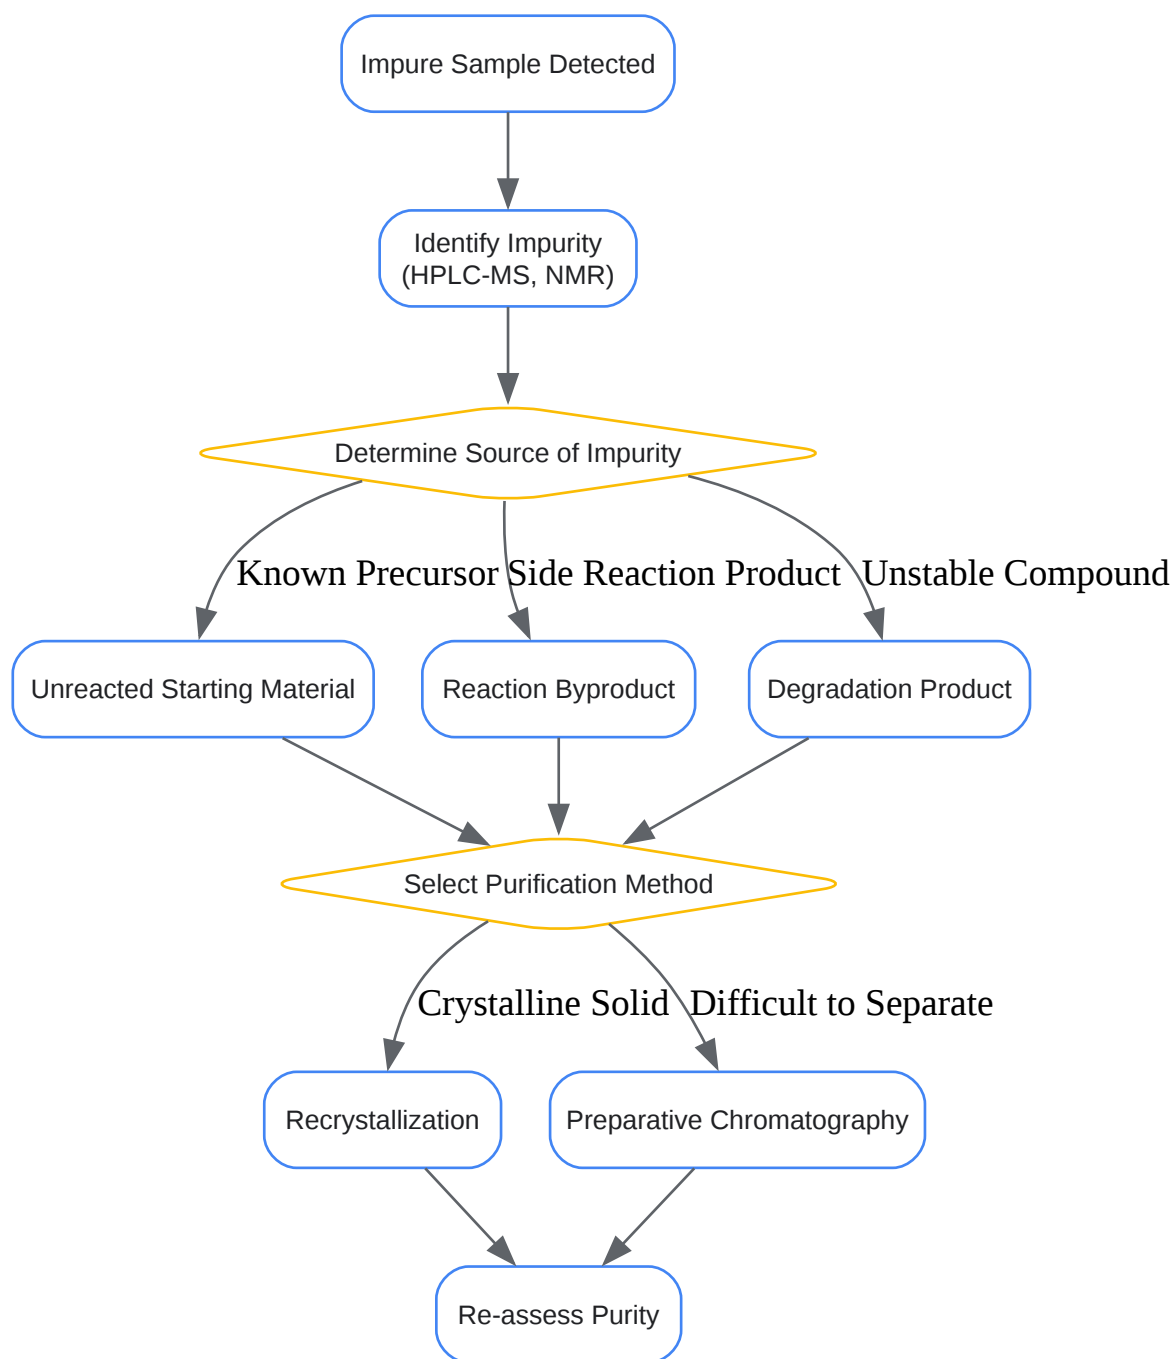 Impure Sample Detected
Identify Impurity
(HPLC-MS, NMR)
Determine Source of Impurity
Known Precursor
Side Reaction Product
Unstable Compound
Unreacted Starting Material
Reaction Byproduct
Degradation Product
Select Purification Method
Crystalline Solid
Difficult to Separate
Recrystallization
Preparative Chromatography
Re-assess Purity